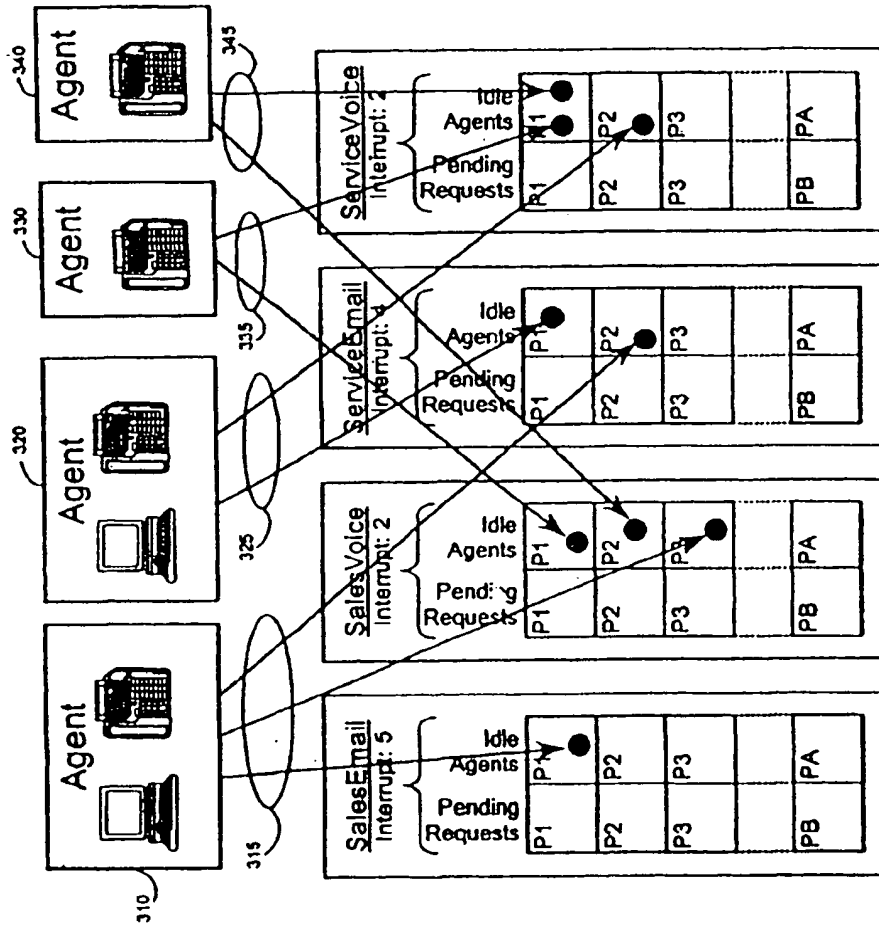 310
Agent
320
Agent
330
Agent
340
Agent
315
325
335
345
SalesEmail
Interrupt: 5
Pending
Requests
Idle
Agents
P1
P1
P2
P2
P3
P3
PB
PA
SalesVoice
Interrupt: 2
Pending
Requests
Idle
Agents
P1
P1
P2
P2
P3
P3
PB
PA
ServiceEmail
Interrupt: 4
Pending
Requests
Idle
Agents
P1
P1
P2
P2
P3
P3
PB
PA
ServiceVoice
Interrupt: 2
Pending
Requests
Idle
Agents
P1
P1
P2
P2
P3
P3
PB
PA